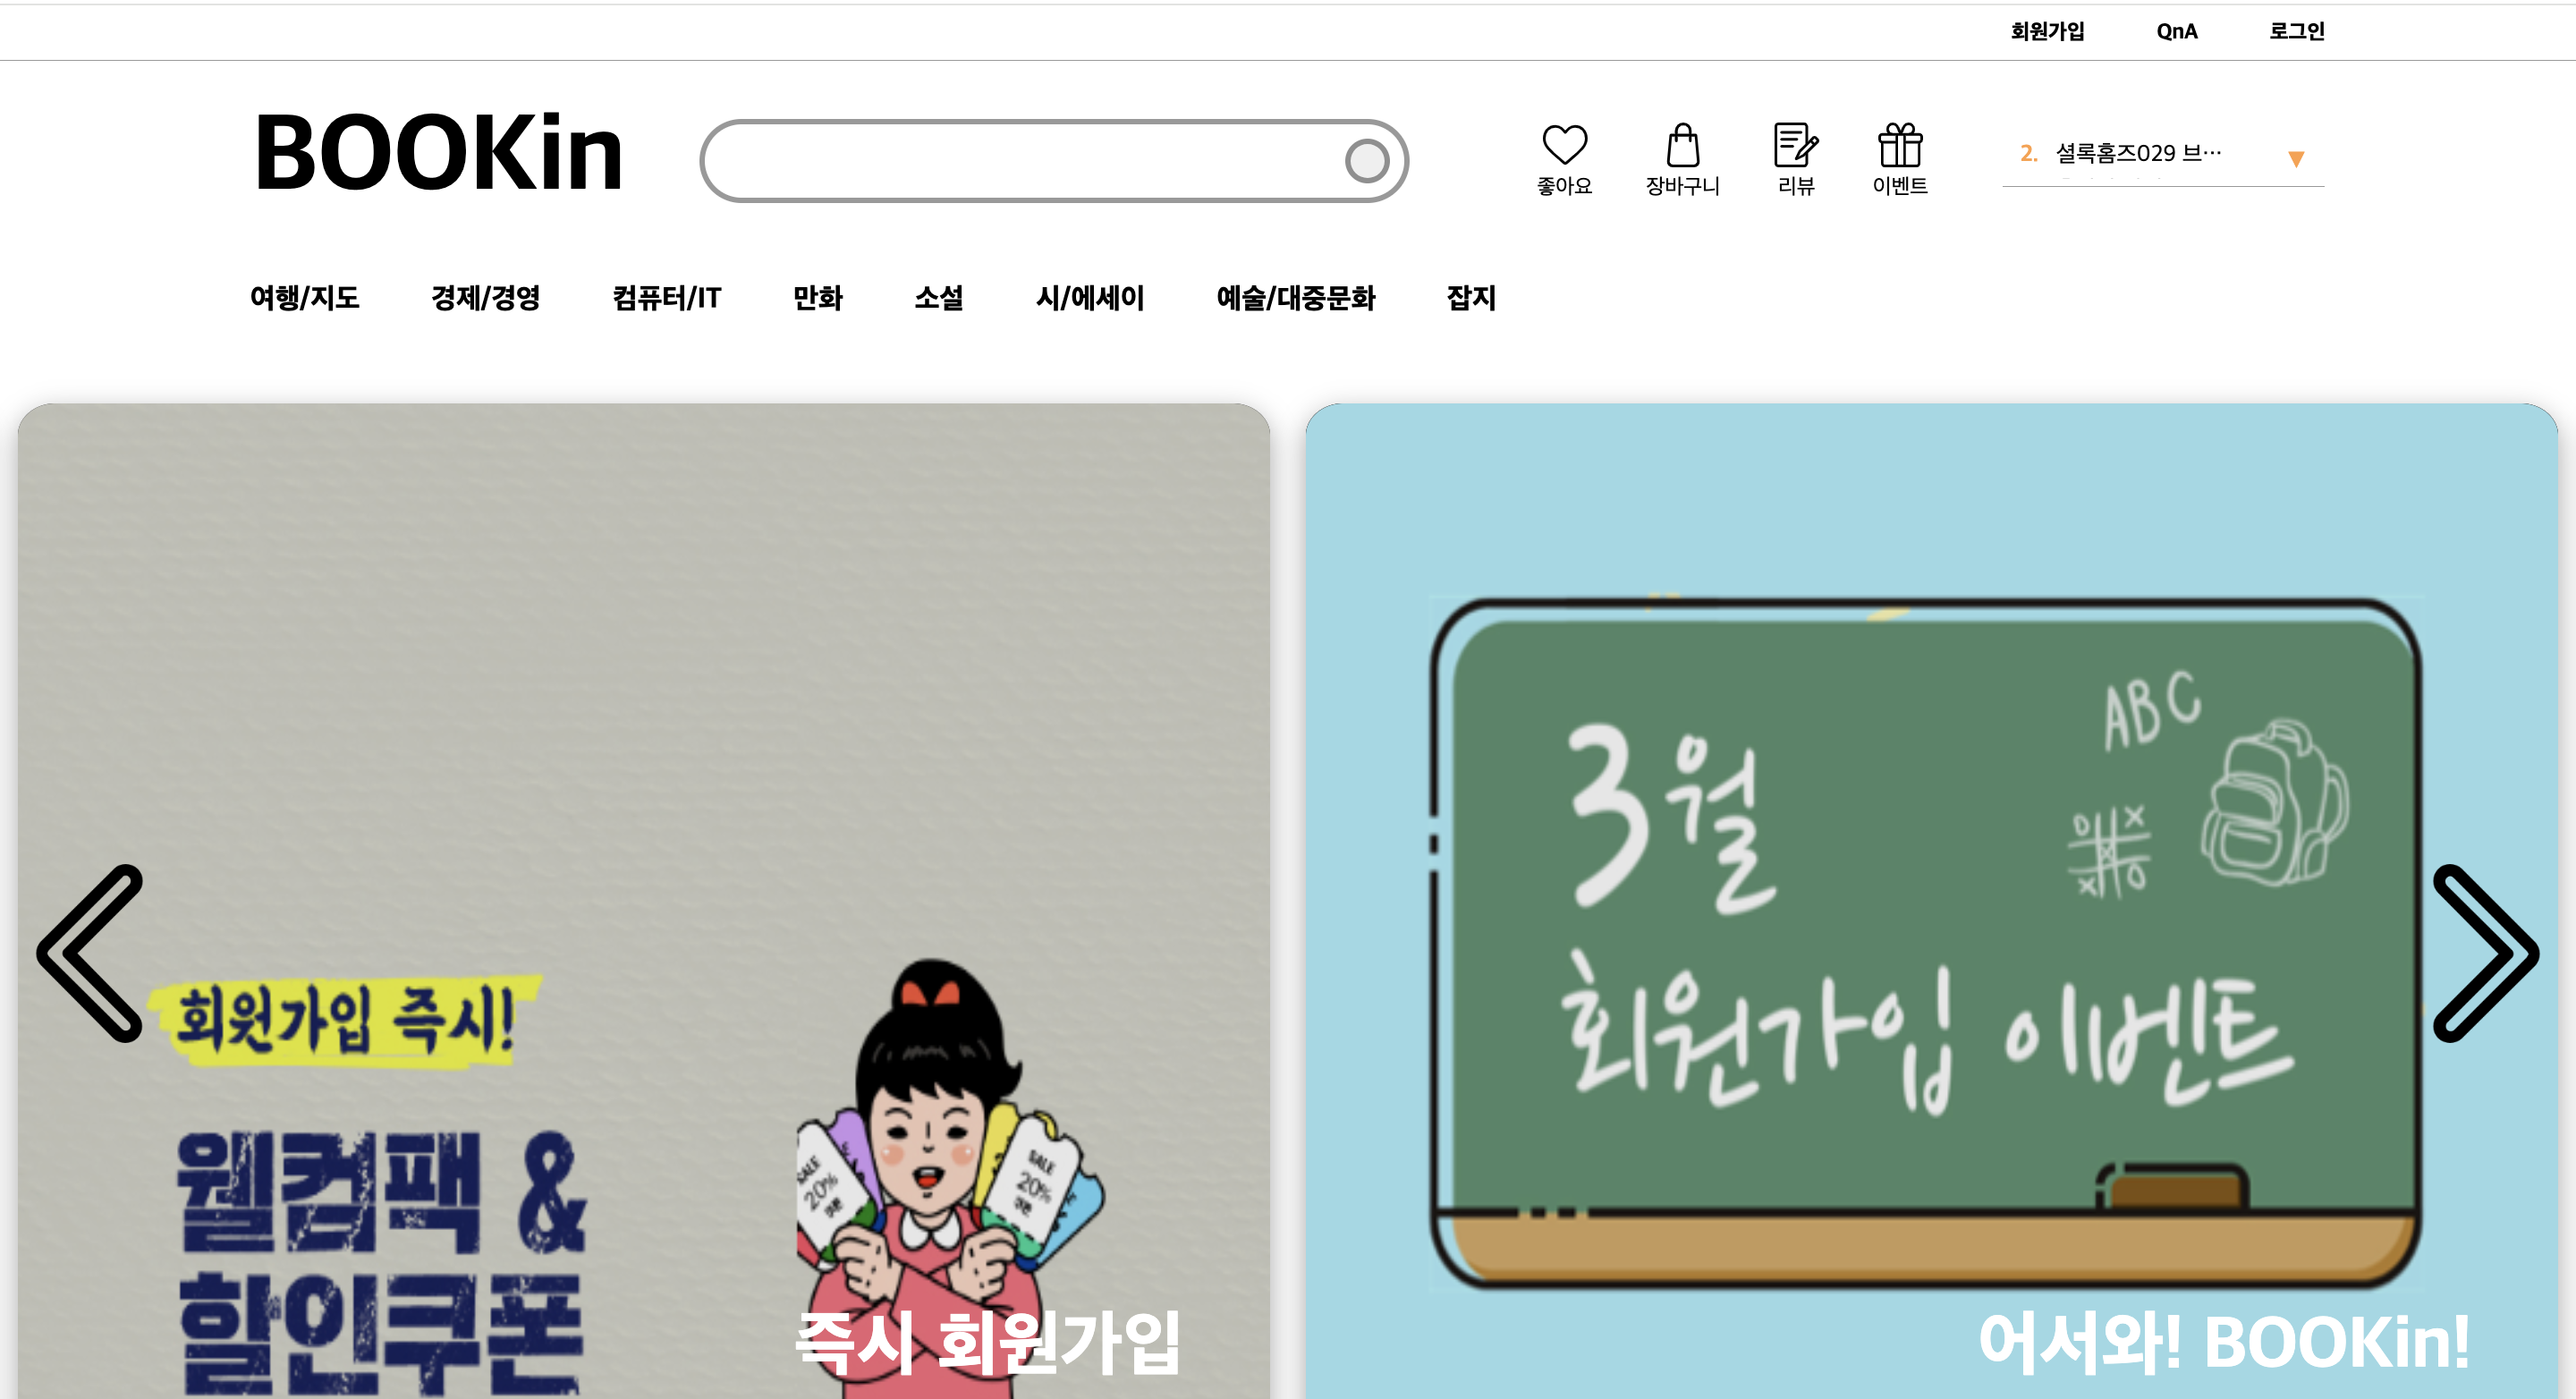 회원가입 QnA 로그인
BOOKin
좋아요 장바구니 리뷰 이벤트
2. 셜록홈즈029 브…
여행/지도 경제/경영 컴퓨터/IT 만화 소설 시/에세이 예술/대중문화 잡지
회원가입 즉시!
웰컴팩 &
할인쿠폰
SALE
20%
쿠폰
SALE
20%
쿠폰
즉시 회원가입
ABC
3월
회원가입 이벤트
어서와! BOOKin!